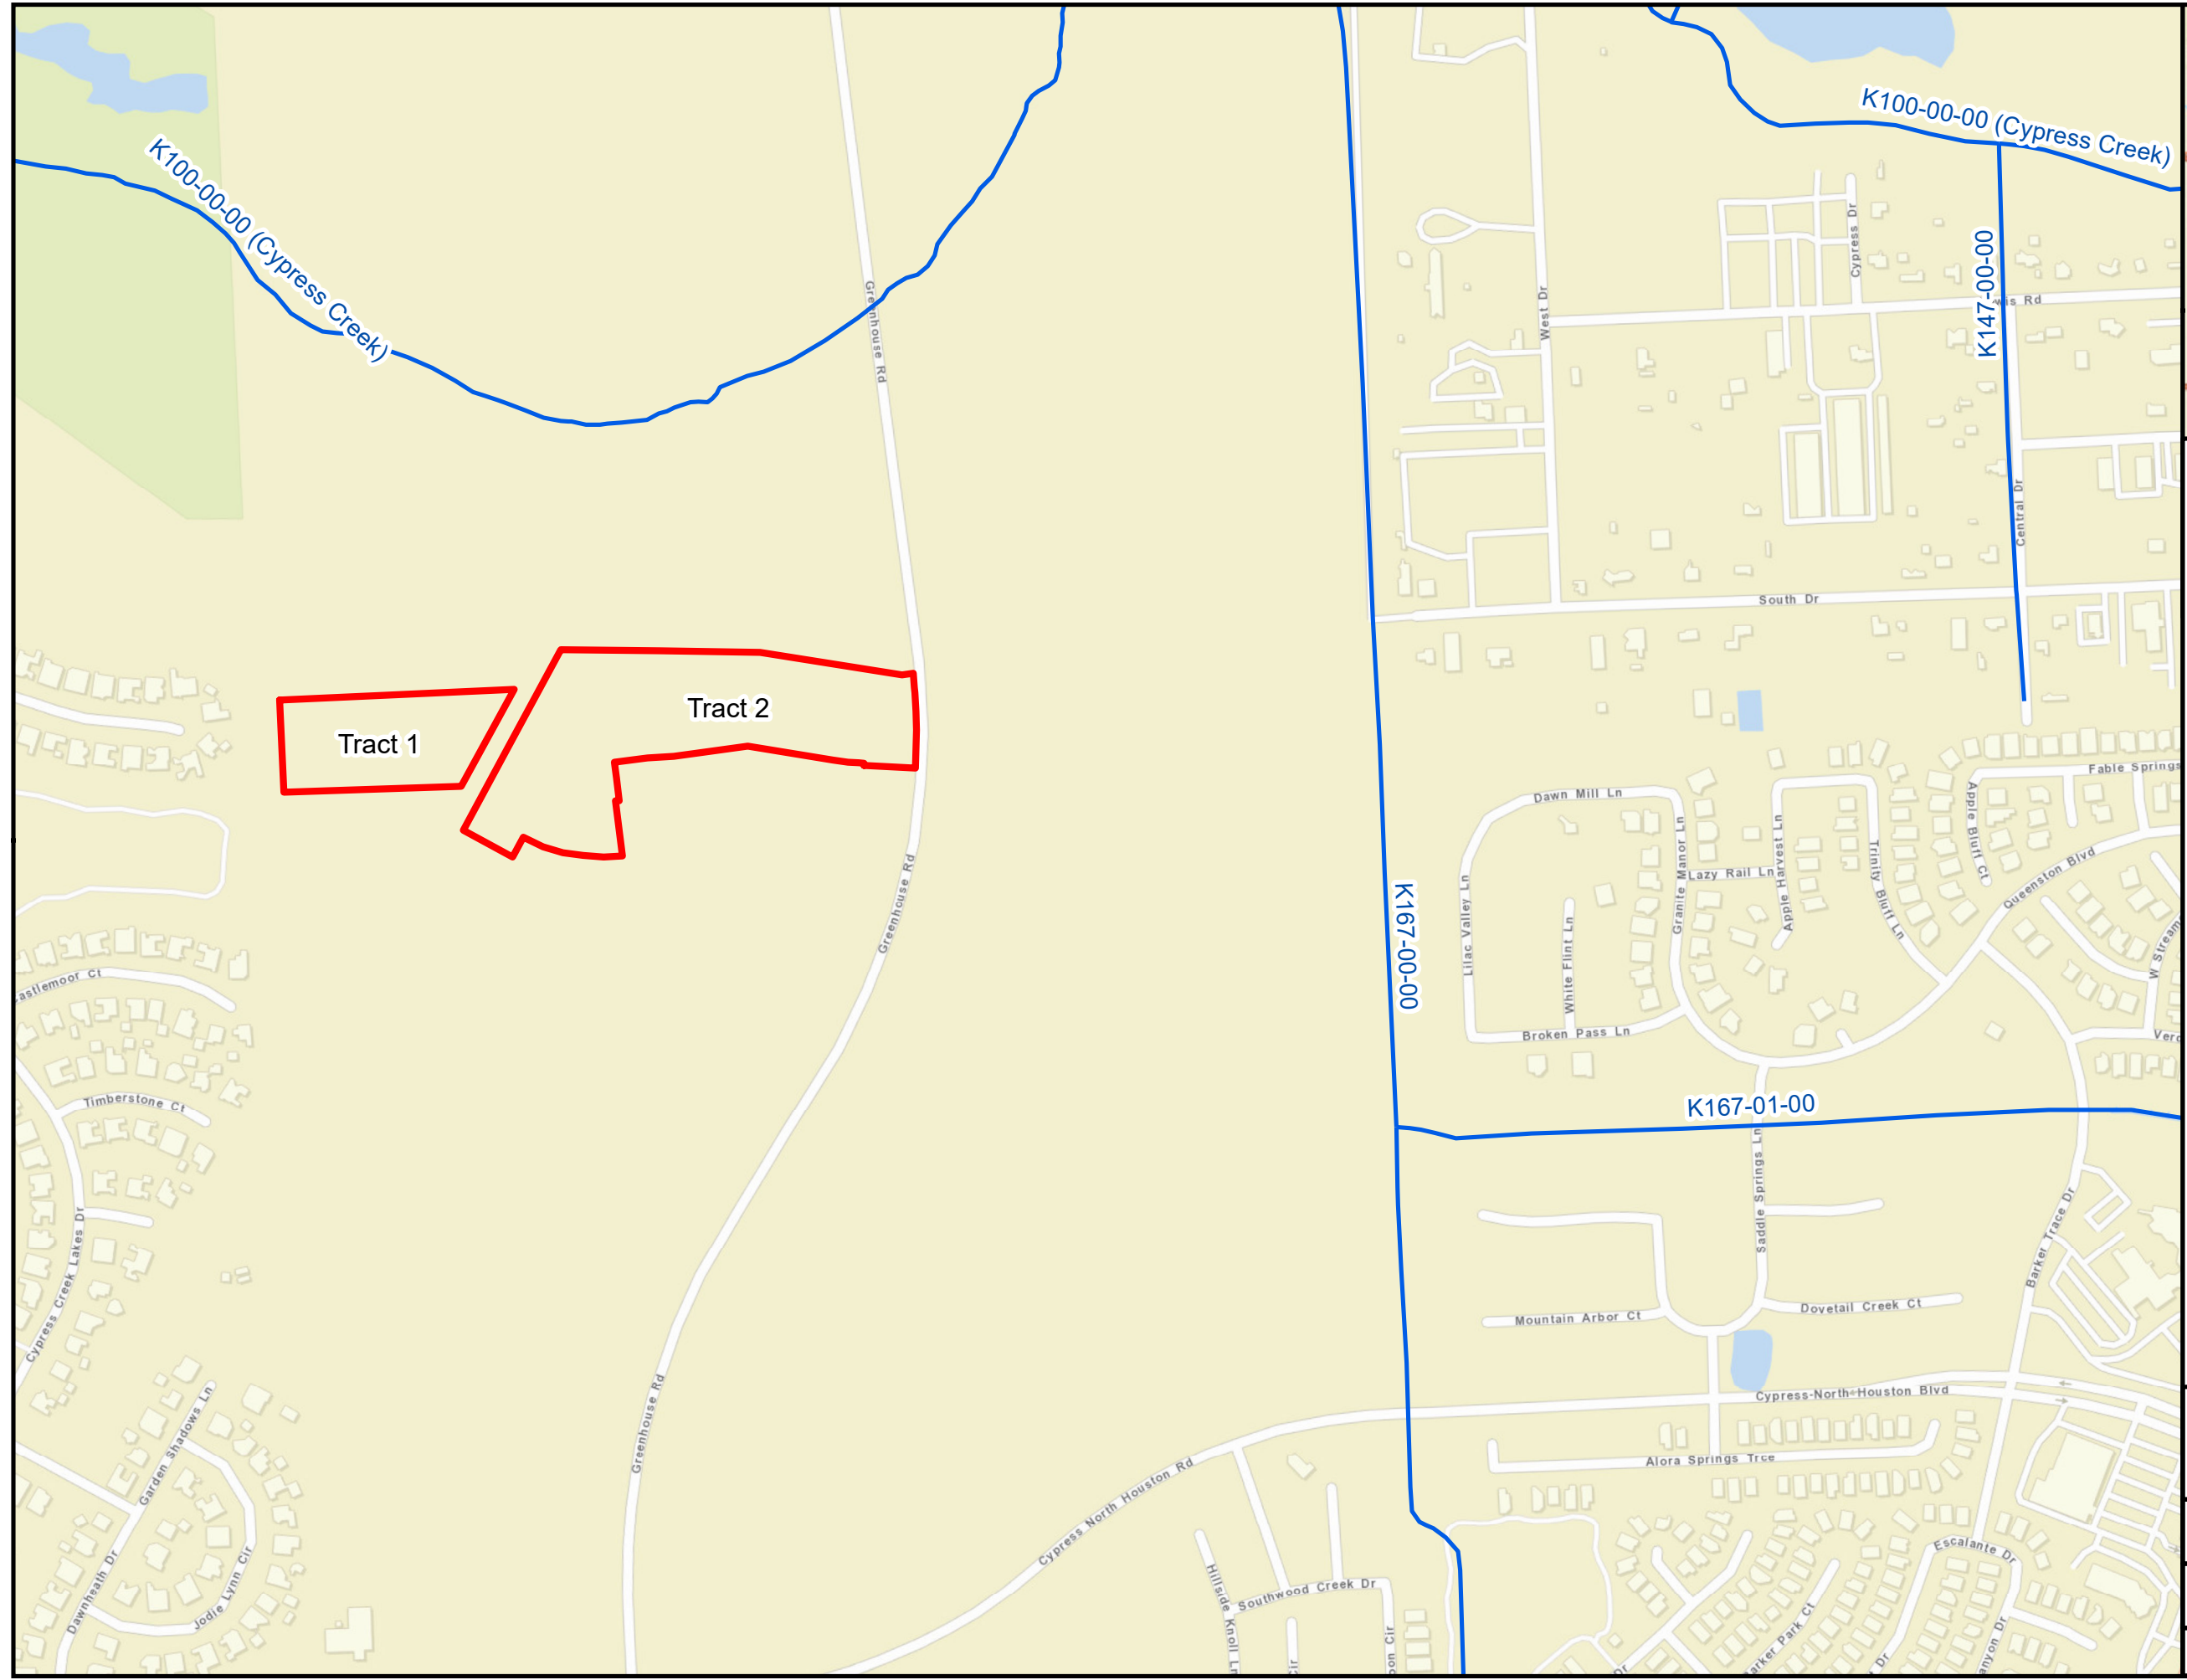 K100-00-00 (Cypress Creek)
K100-00-00 (Cypress Creek)
Cypress Dr
K147-00-00
Greenhouse Rd
West Dr
Central Dr
South Dr
Tract 2
Tract 1
Fable Springs
Dawn Mill Ln
Apple Bluff Ct
Granite Manor Ln
Apple Harvest Ln
Trinity Bluff Ln
Lazy Rail Ln
Queenston Blvd
Greenhouse Rd
K167-00-00
Lilac Valley Ln
White Flint Ln
W Stream
Broken Pass Ln
Timberstone Ct
K167-01-00
Saddle Springs Ln
Barker Trace Dr
Cypress Creek Lakes Dr
Dovetail Creek Ct
Mountain Arbor Ct
Cypress-North-Houston Blvd
Greenhouse Rd
Garden Shadows Ln
Alora Springs Trce
Cypress North Houston Rd
Escalante Dr
Dawnheath Dr
Jodie Lynn Cir
Hillside Knoll Ln
Southwood Creek Dr
arker Park Ct
Dr
Dr